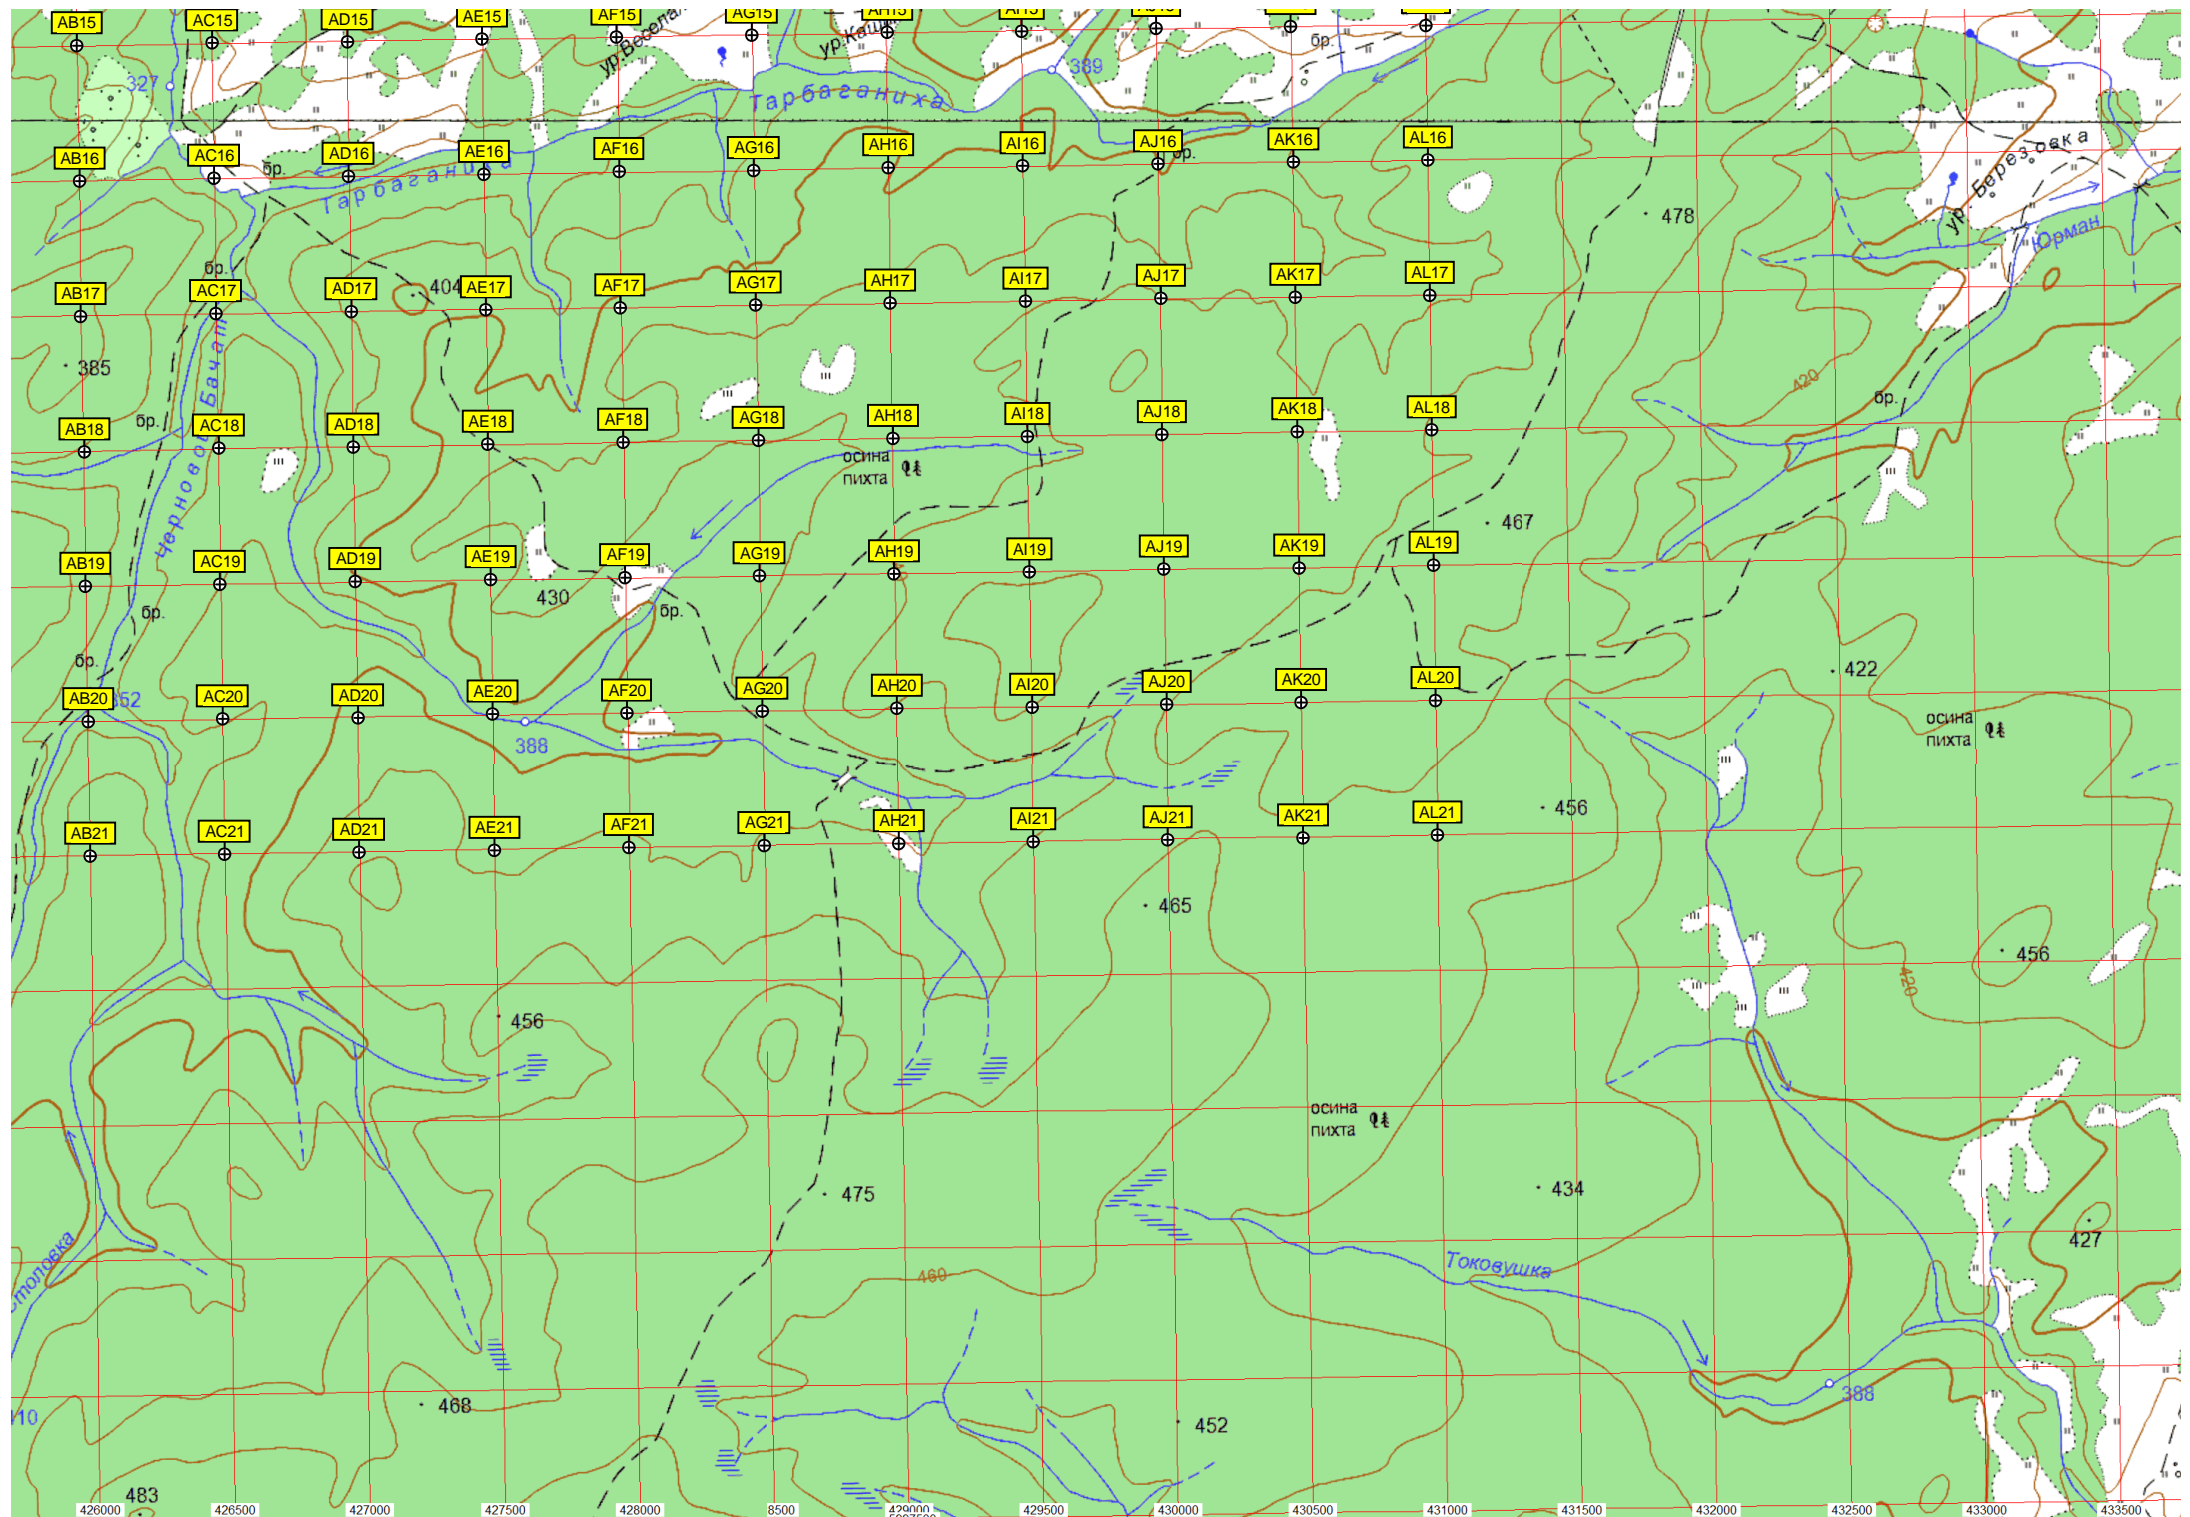 AB15 AC15 AD15 AE15 AF15 AG15 AH15
ур.Весела
ур.Каш
бр.
327
389
Тарбаганиха
AB16 AC16 AD16 AE16 AF16 AG16 AH16 AI16 AJ16 AK16 AL16
бр.
бр.
Тарбаганиха
ур. Березовка
478
Юрман
бр.
404
AB17 AC17 AD17 AE17 AF17 AG17 AH17 AI17 AJ17 AK17 AL17
385
420
бр.
Черновой Бачат
бр.
AB18 AC18 AD18 AE18 AF18 AG18 AH18 AI18 AJ18 AK18 AL18
осина
пихта
467
AB19 AC19 AD19 AE19 AF19 AG19 AH19 AI19 AJ19 AK19 AL19
430
бр.
бр.
бр.
422
AB20 AC20 AD20 AE20 AF20 AG20 AH20 AI20 AJ20 AK20 AL20
352
388
осина
пихта
AB21 AC21 AD21 AE21 AF21 AG21 AH21 AI21 AJ21 AK21 AL21
456
465
456
420
456
осина
пихта
475
434
427
Токовушка
460
388
468
452
410
483
426000 426500 427000 427500 428000 8500 429000 429500 430000 430500 431000 431500 432000 432500 433000 433500